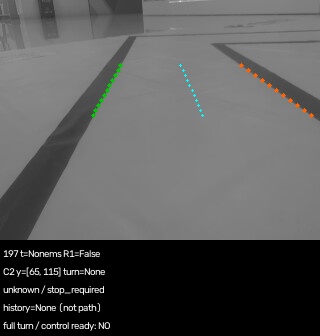 197 t=Nonems R1=False
C2 y=[65, 115] turn=None
unknown / stop_required
history=None (not path)
full turn / control ready: NO